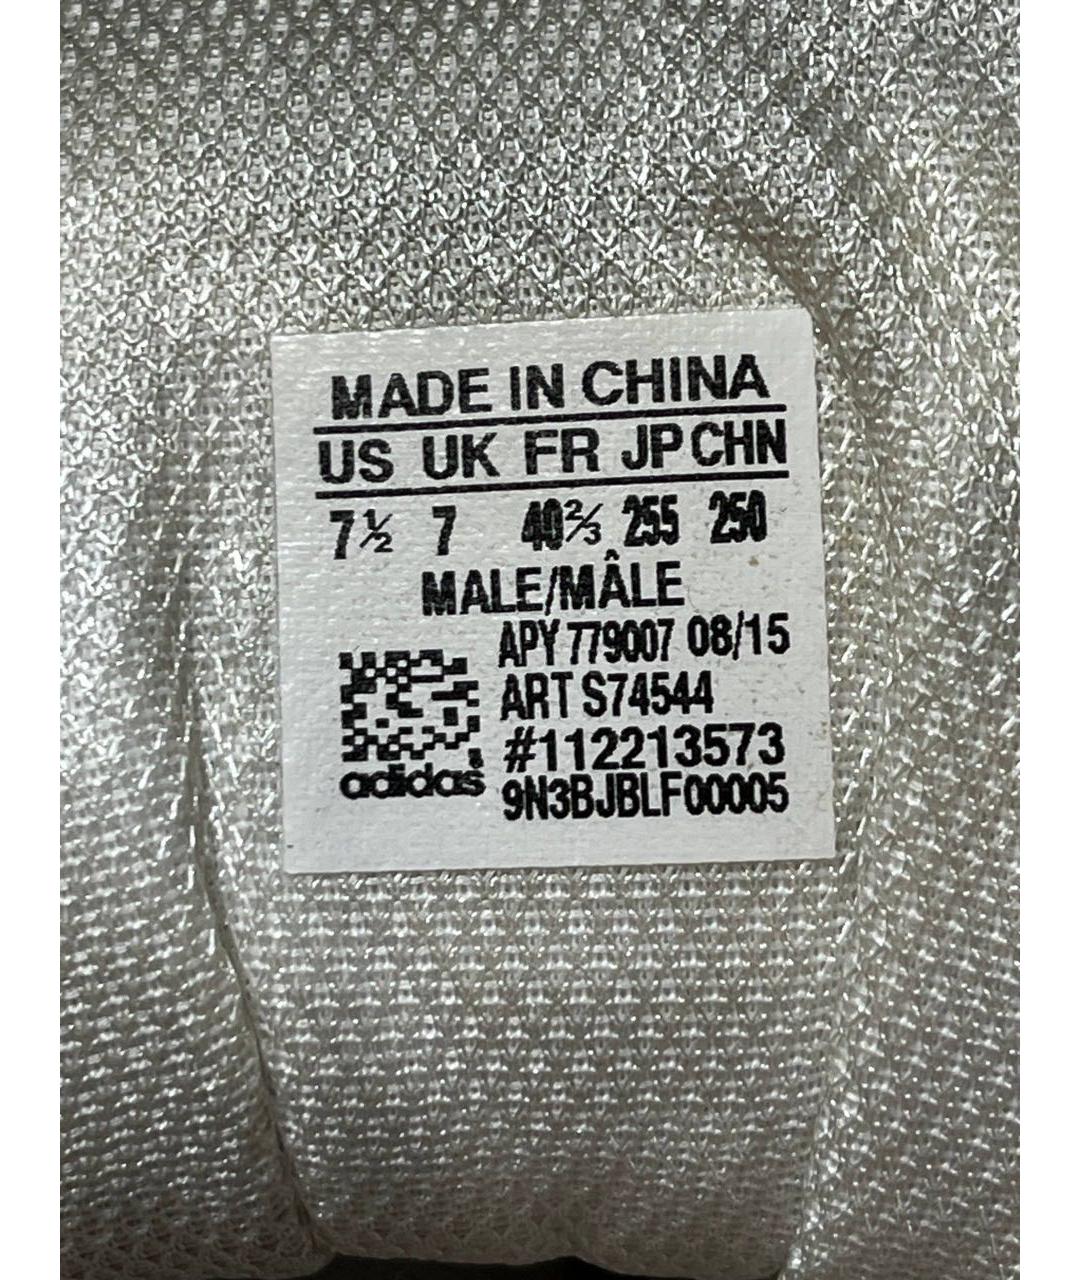 MADE IN CHINA
US UK FR JP CHN
7½ 7 40⅔ 255 250
MALE/MÂLE
APY 779007 08/15
ART S74544
#112213573
adidas 9N3BJBLF00005